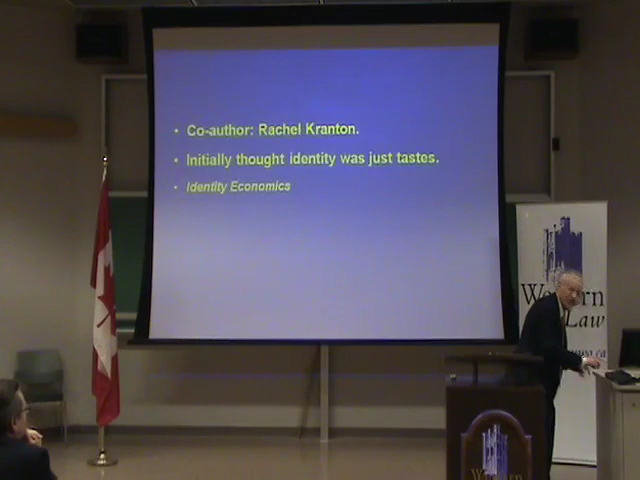 • Co-author: Rachel Kranton.
• Initially thought identity was just tastes.
• Identity Economics
Law
Western